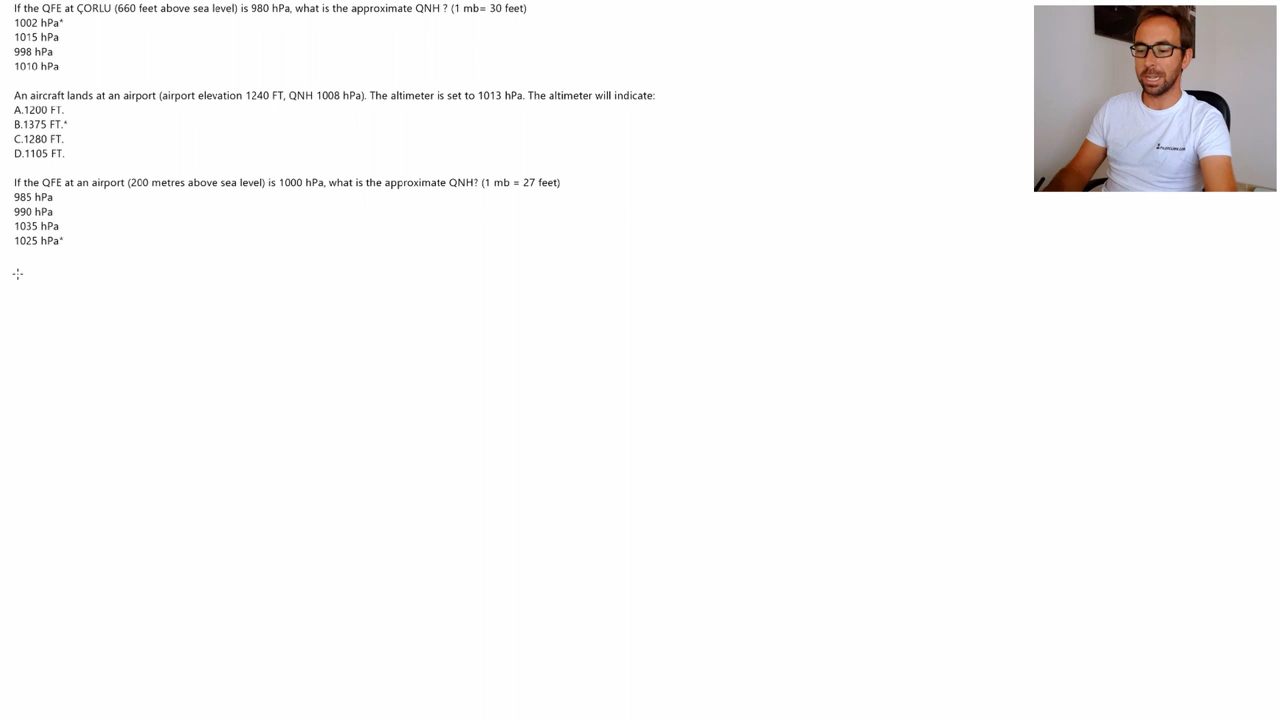 If the QFE at ÇORLU (660 feet above sea level) is 980 hPa, what is the approximate QNH ? (1 mb= 30 feet)
1002 hPa*
1015 hPa
998 hPa
1010 hPa
An aircraft lands at an airport (airport elevation 1240 FT, QNH 1008 hPa). The altimeter is set to 1013 hPa. The altimeter will indicate:
A.1200 FT.
B.1375 FT.*
C.1280 FT.
D.1105 FT.
If the QFE at an airport (200 metres above sea level) is 1000 hPa, what is the approximate QNH? (1 mb = 27 feet)
985 hPa
990 hPa
1035 hPa
1025 hPa*